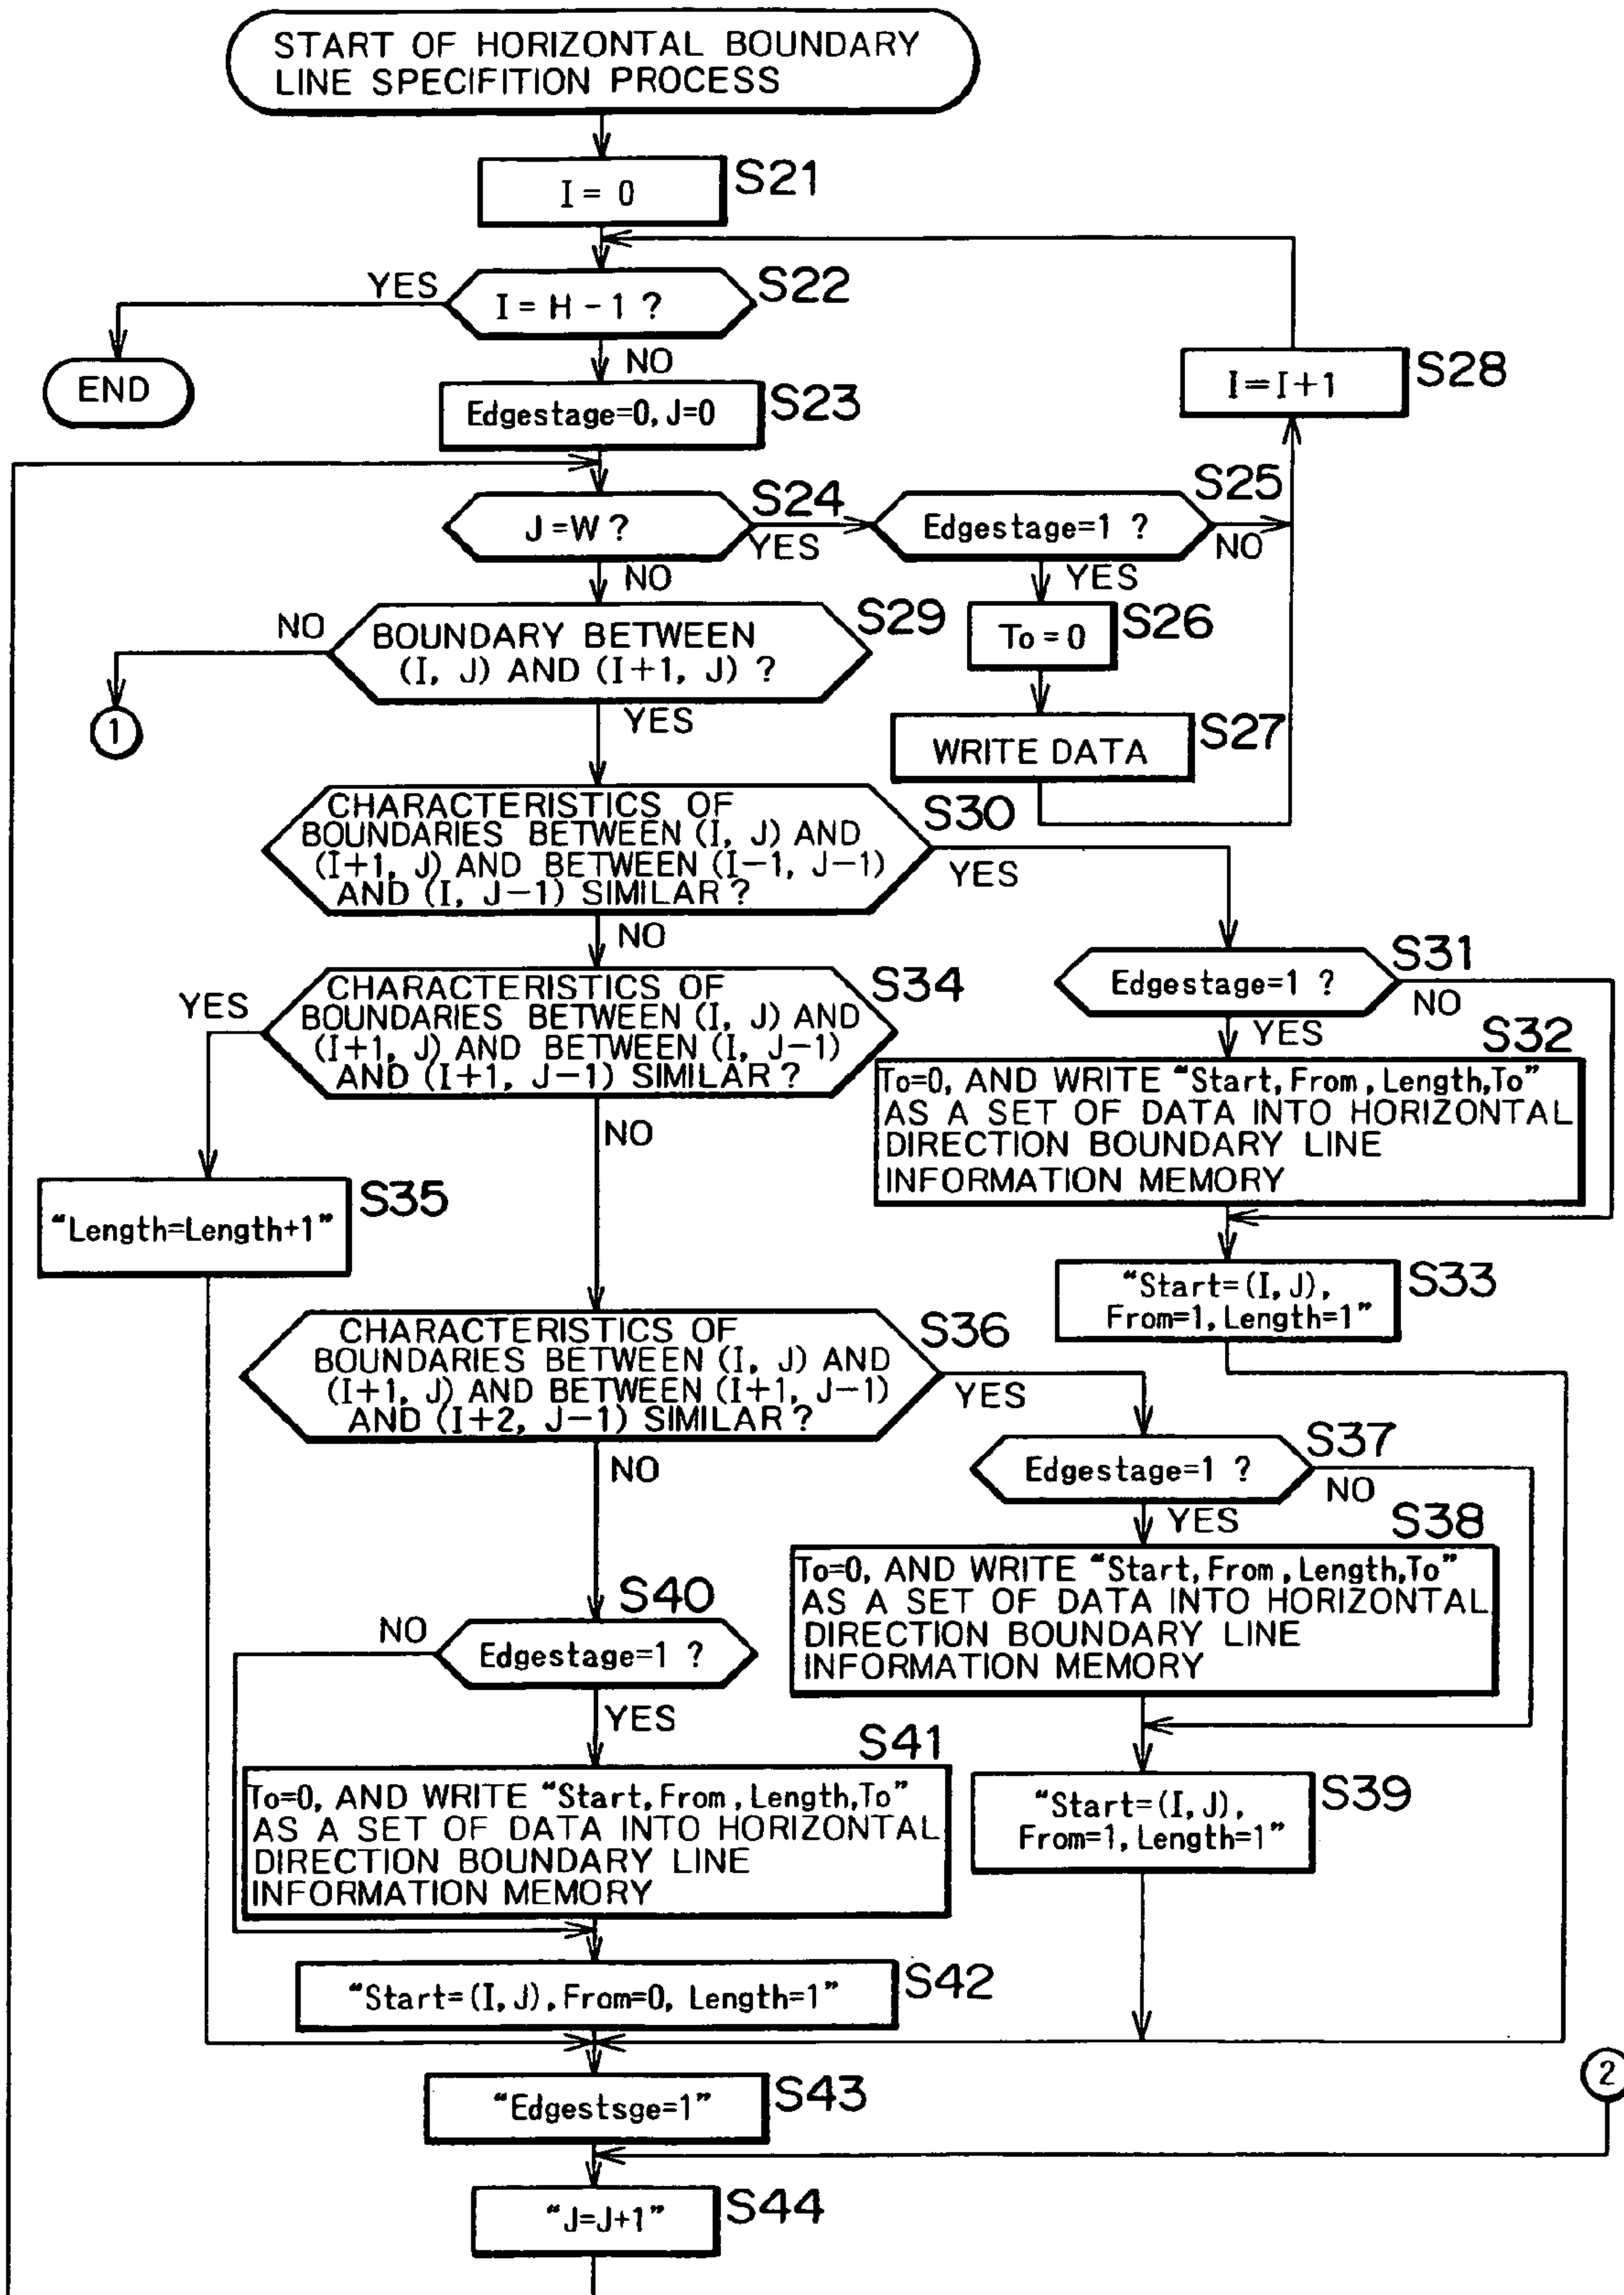 START OF HORIZONTAL BOUNDARY
LINE SPECIFITION PROCESS
I = 0
S21
I = H - 1 ?
S22
YES
NO
END
Edgestage=0, J=0
S23
I=I+1
S28
J=W ?
S24
YES
NO
Edgestage=1 ?
S25
NO
YES
To = 0
S26
WRITE DATA
S27
BOUNDARY BETWEEN
(I, J) AND (I+1, J) ?
S29
NO
1
YES
CHARACTERISTICS OF
BOUNDARIES BETWEEN (I, J) AND
(I+1, J) AND BETWEEN (I-1, J-1)
AND (I, J-1) SIMILAR ?
S30
YES
NO
Edgestage=1 ?
S31
NO
YES
S32
To=0, AND WRITE “Start, From, Length, To”
AS A SET OF DATA INTO HORIZONTAL
DIRECTION BOUNDARY LINE
INFORMATION MEMORY
“Start=(I, J),
From=1, Length=1”
S33
CHARACTERISTICS OF
BOUNDARIES BETWEEN (I, J) AND
(I+1, J) AND BETWEEN (I, J-1)
AND (I+1, J-1) SIMILAR ?
S34
YES
NO
“Length=Length+1”
S35
CHARACTERISTICS OF
BOUNDARIES BETWEEN (I, J) AND
(I+1, J) AND BETWEEN (I+1, J-1)
AND (I+2, J-1) SIMILAR ?
S36
YES
NO
Edgestage=1 ?
S37
NO
YES
S38
To=0, AND WRITE “Start, From, Length, To”
AS A SET OF DATA INTO HORIZONTAL
DIRECTION BOUNDARY LINE
INFORMATION MEMORY
“Start=(I, J),
From=1, Length=1”
S39
S40
Edgestage=1 ?
NO
YES
S41
To=0, AND WRITE “Start, From, Length, To”
AS A SET OF DATA INTO HORIZONTAL
DIRECTION BOUNDARY LINE
INFORMATION MEMORY
“Start=(I, J), From=0, Length=1”
S42
“Edgestsge=1”
S43
2
“J=J+1”
S44